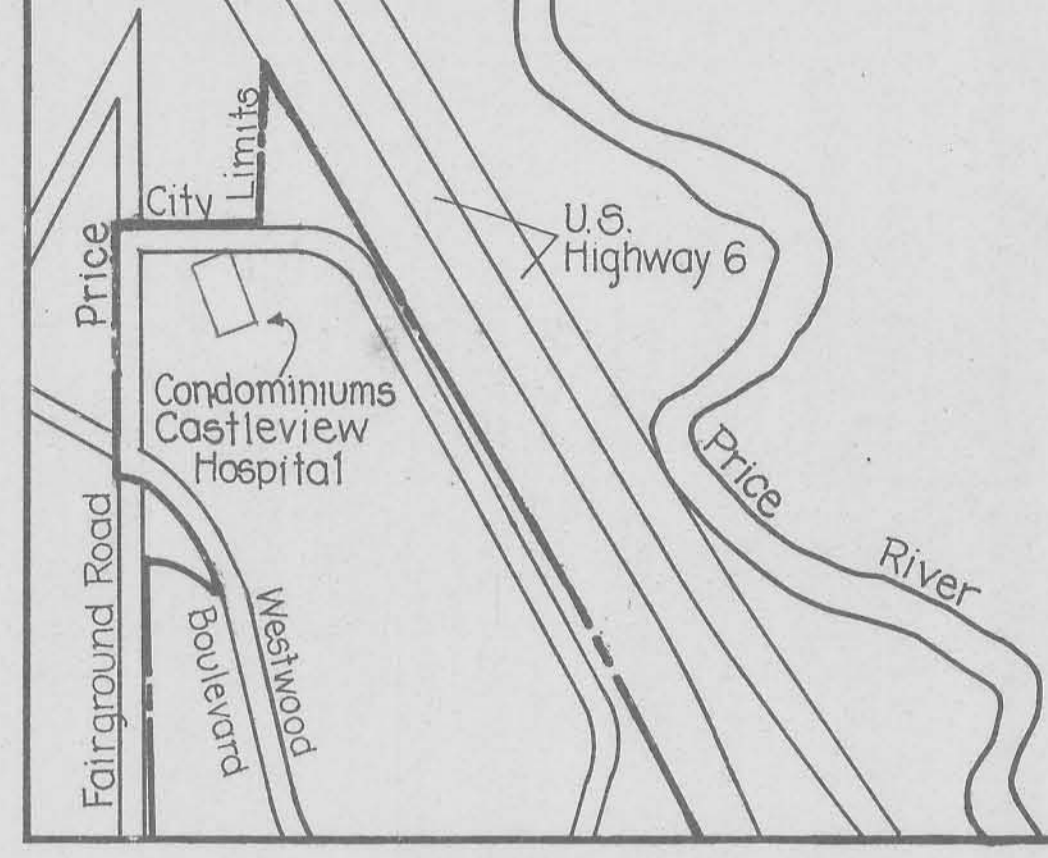 City
Limits
Price
U.S.
Highway 6
Condominiums
Castleview
Hospital
Price
River
Fairground Road
Boulevard
Westwood